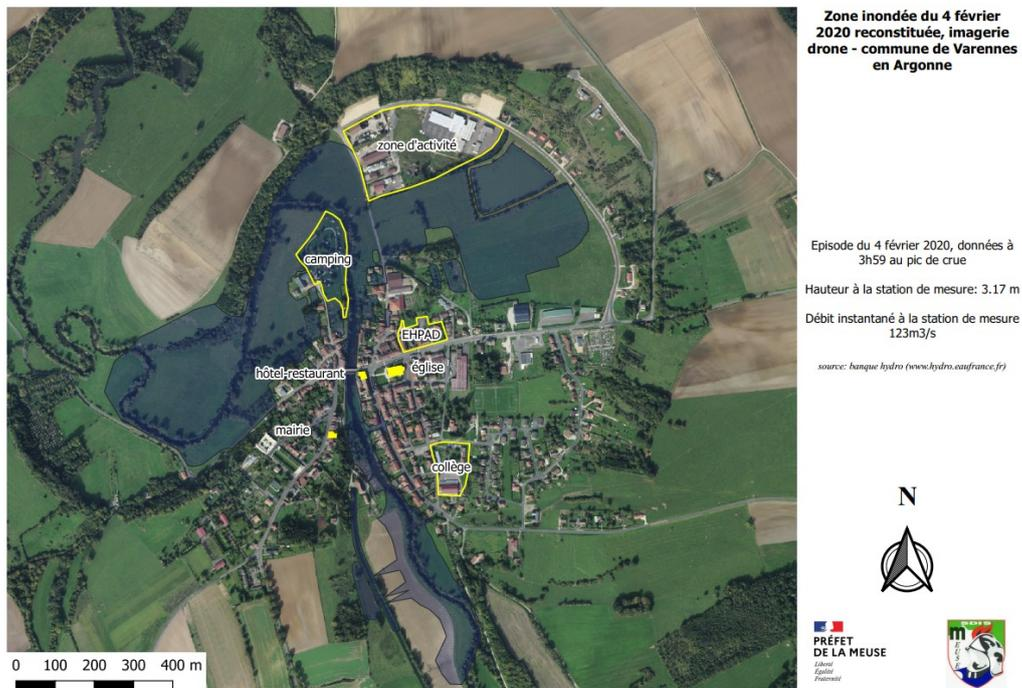 Zone inondée du 4 février
2020 reconstituée, imagerie
drone - commune de Varennes
en Argonne
zone d'activité
camping
EHPAD
hôtel-restaurant
église
mairie
collège
Episode du 4 février 2020, données à
3h59 au pic de crue
Hauteur à la station de mesure: 3.17 m
Débit instantané à la station de mesure
123m3/s
source: banque hydro (www.hydro.eaufrance.fr)
N
PRÉFET
DE LA MEUSE
Liberté
Égalité
Fraternité
SDIS
MEUSE
0 100 200 300 400 m